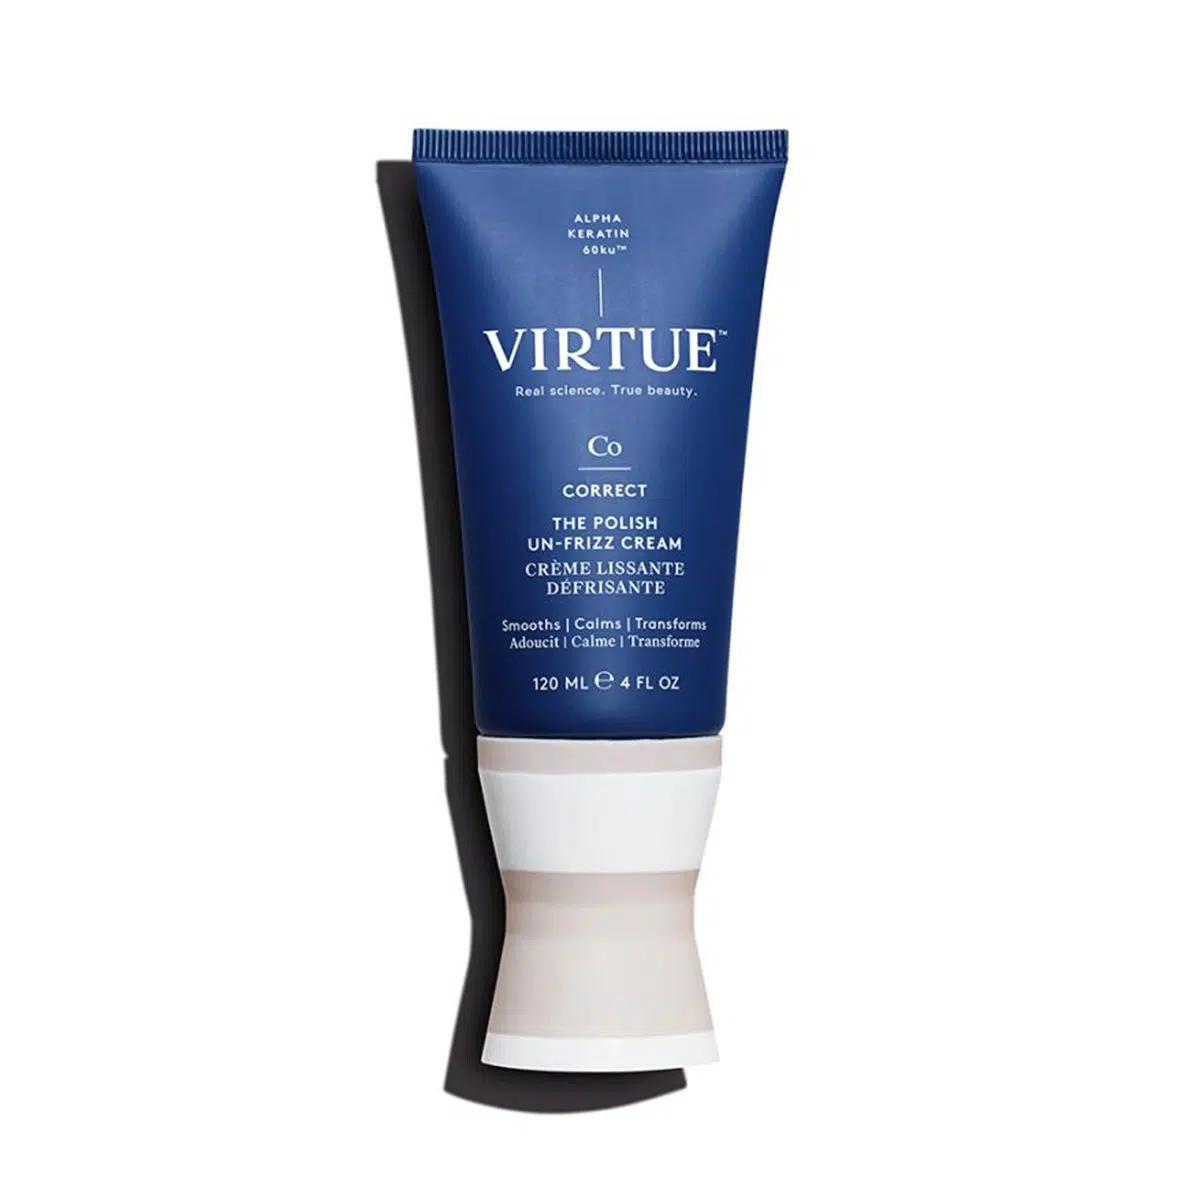 ALPHA
KERATIN
60ku™
VIRTUE™
Real science. True beauty.
Co
CORRECT
THE POLISH
UN-FRIZZ CREAM
CRÈME LISSANTE
DÉFRISANTE
Smooths | Calms | Transforms
Adoucit | Calme | Transforme
120 ML ℮ 4 FL OZ